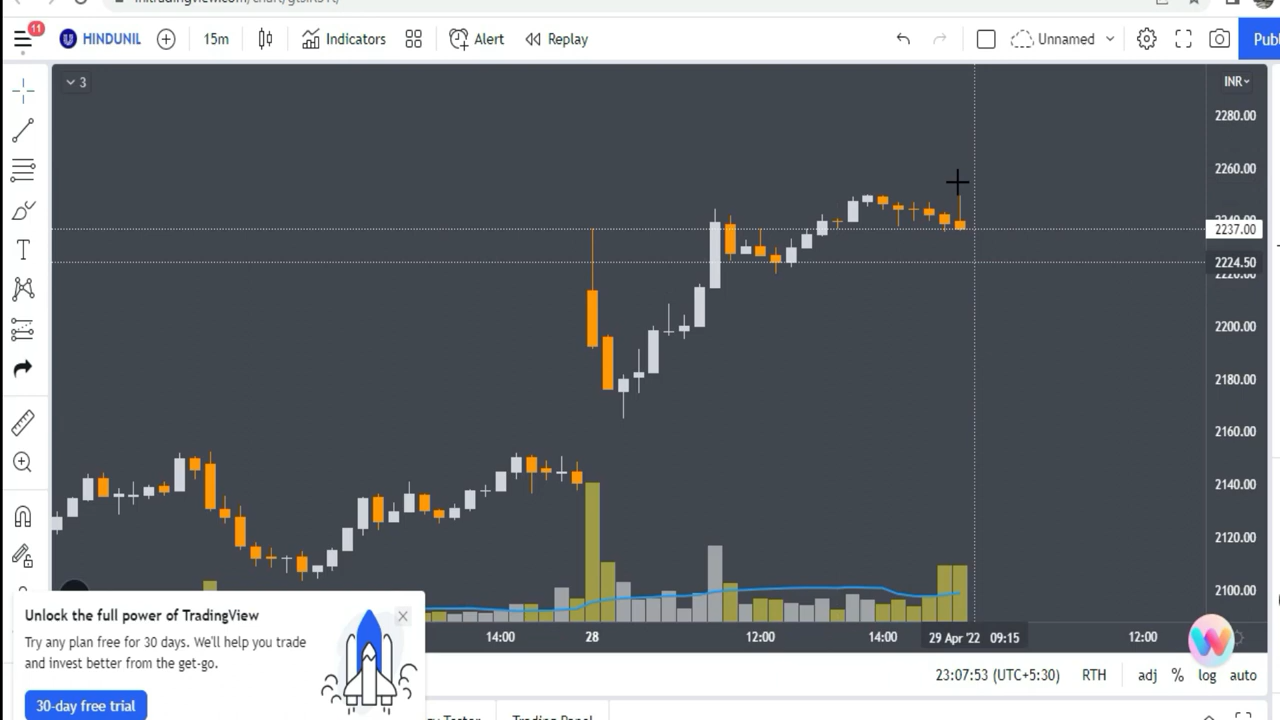 11
HINDUNIL 15m Indicators Alert Replay Unnamed
3
INR
2280.00
2260.00
2237.00
2224.50
2200.00
2180.00
2160.00
2140.00
2120.00
2100.00
Unlock the full power of TradingView
Try any plan free for 30 days. We'll help you trade
and invest better from the get-go.
30-day free trial
14:00 28 12:00 14:00 29 Apr '22 09:15 12:00
23:07:53 (UTC+5:30) RTH adj % log auto
Trading Panel